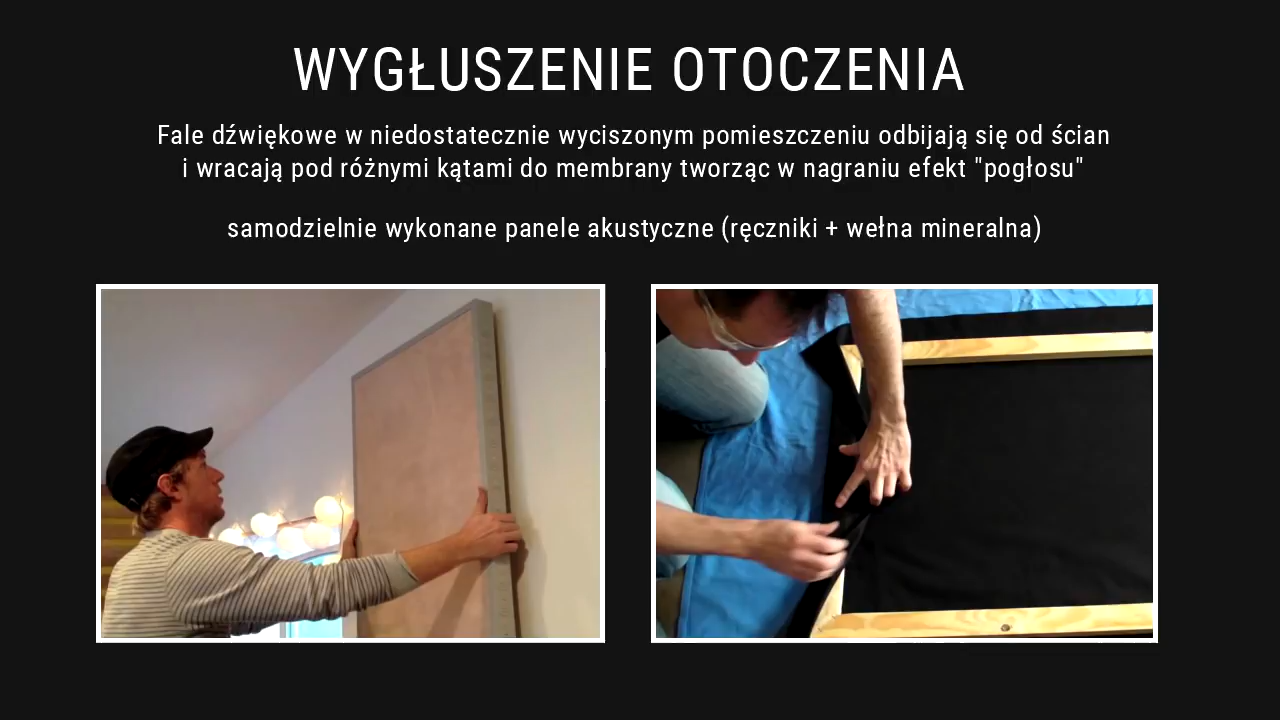 WYGŁUSZENIE OTOCZENIA
Fale dźwiękowe w niedostatecznie wyciszonym pomieszczeniu odbijają się od ścian
i wracają pod różnymi kątami do membrany tworząc w nagraniu efekt "pogłosu"
samodzielnie wykonane panele akustyczne (ręczniki + wełna mineralna)